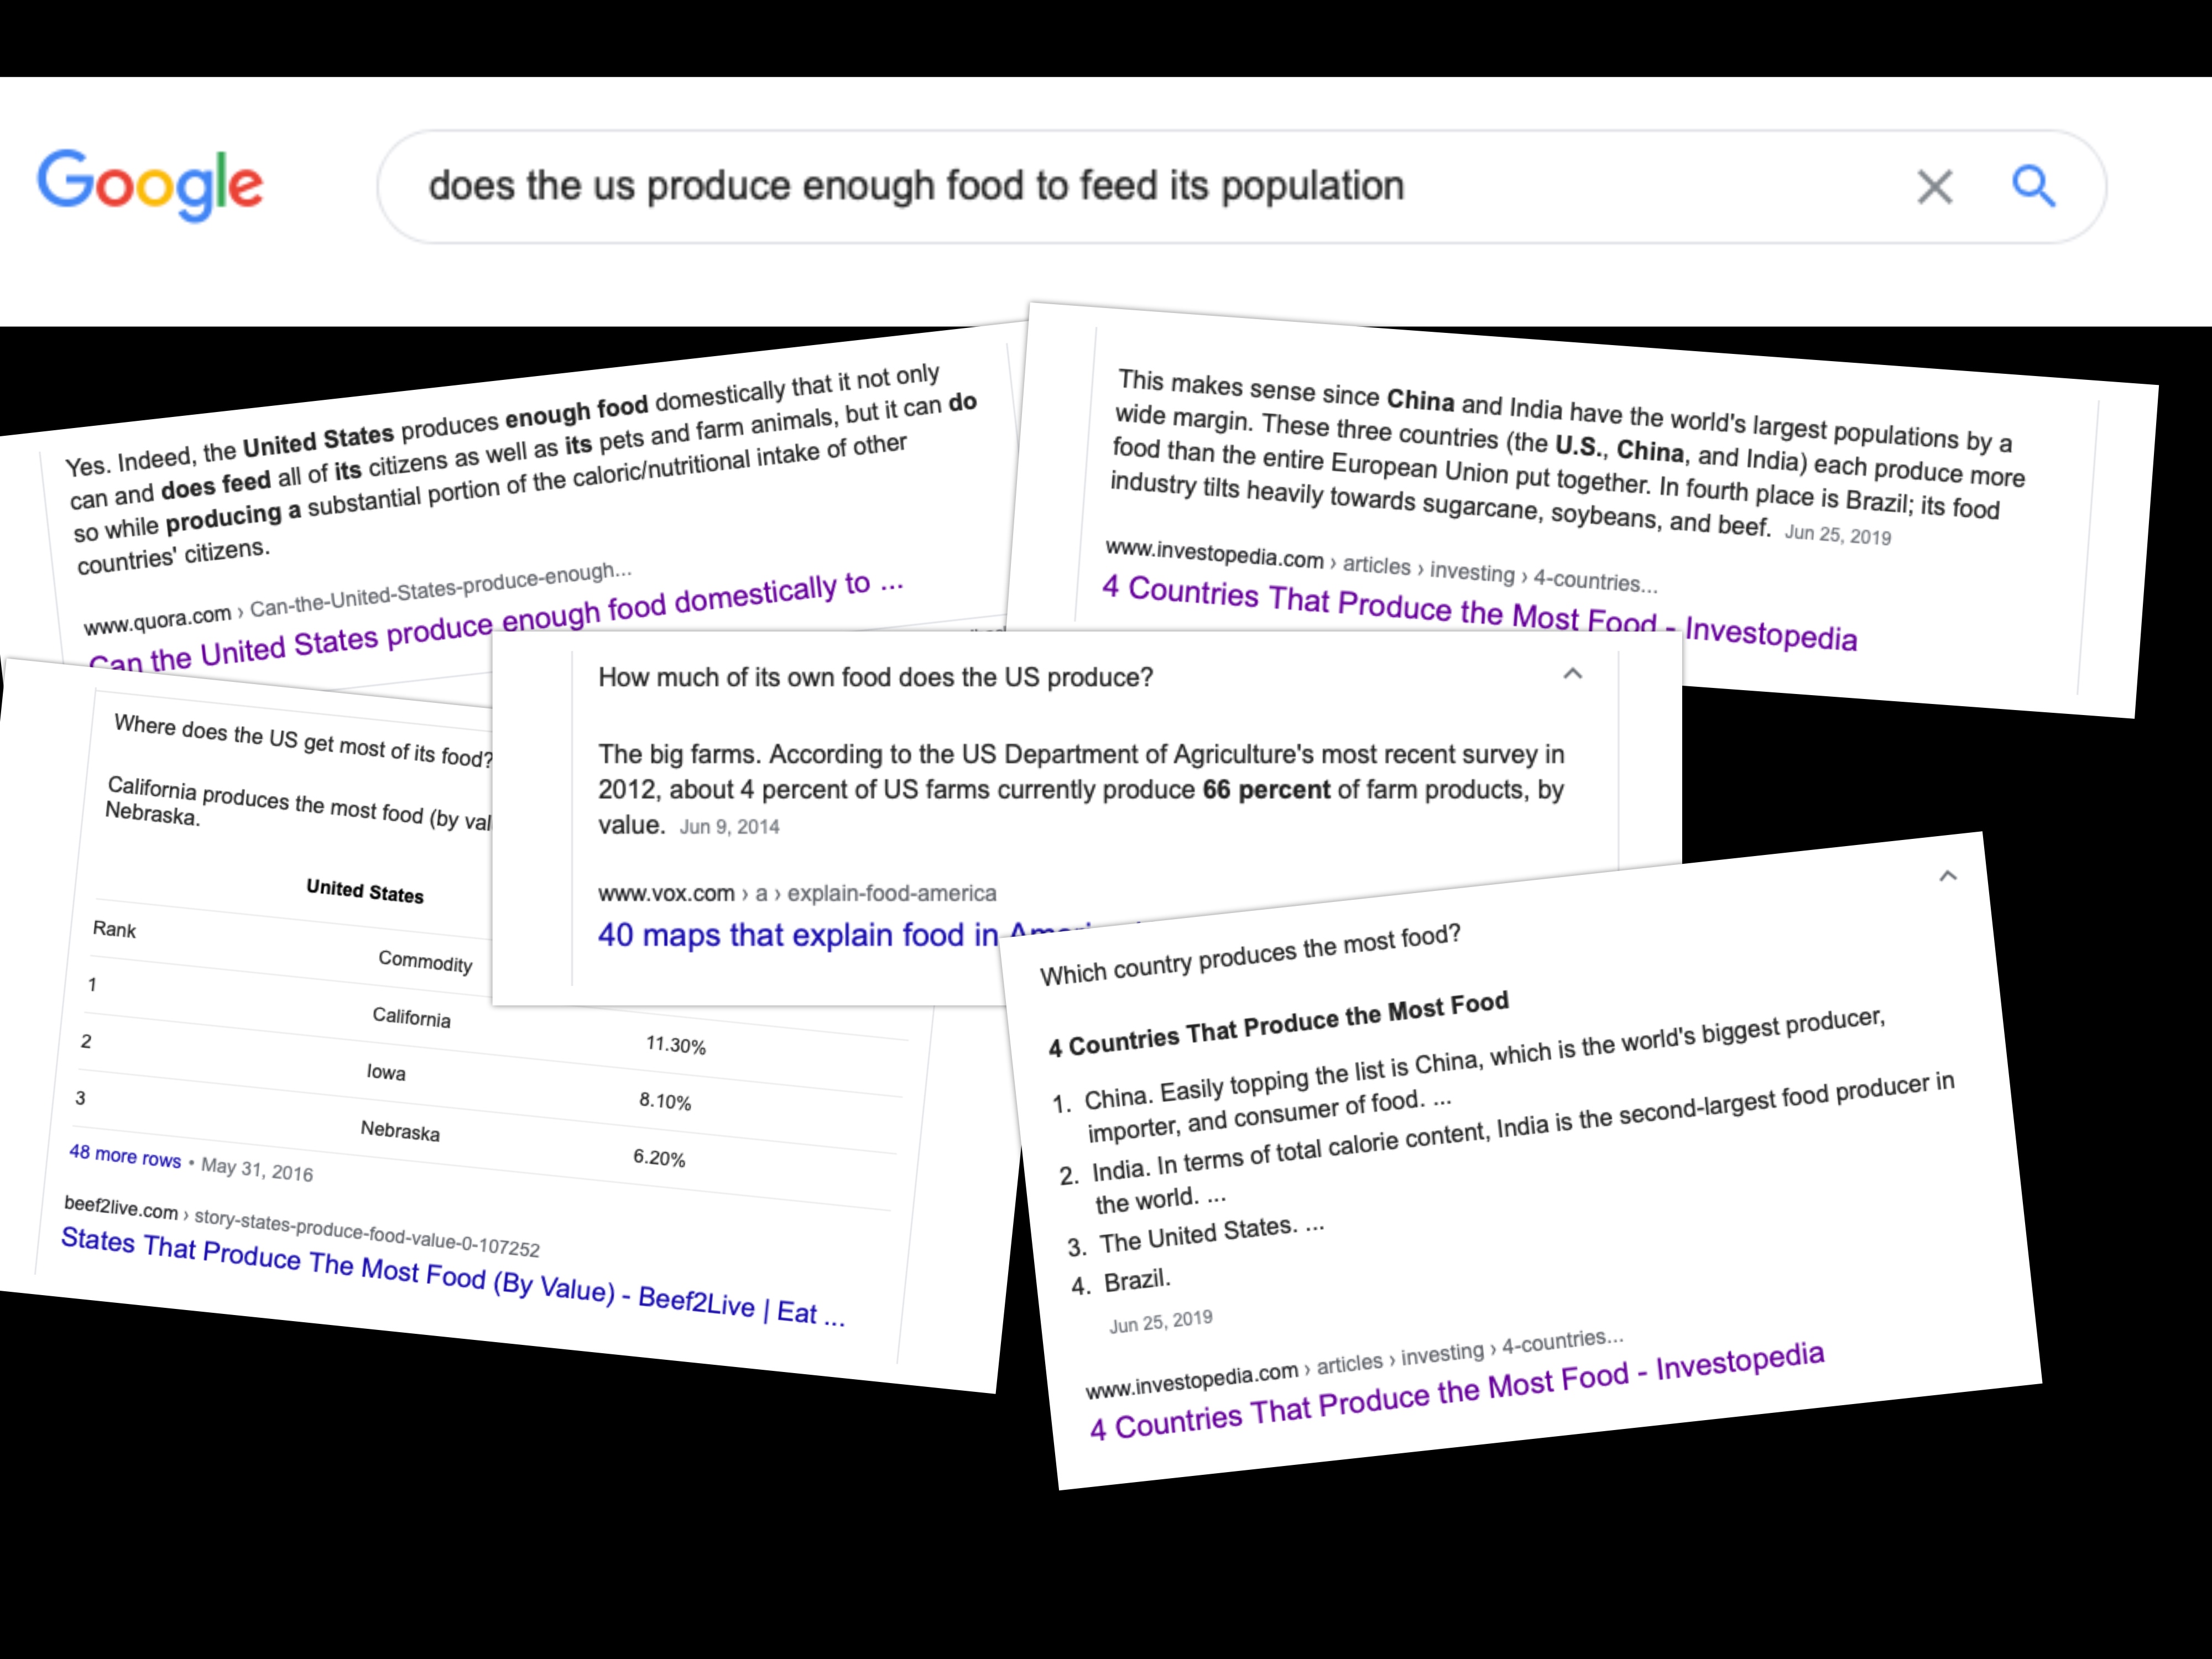 Google
does the us produce enough food to feed its population
Yes. Indeed, the United States produces enough food domestically that it not only
can and does feed all of its citizens as well as its pets and farm animals, but it can do
so while producing a substantial portion of the caloric/nutritional intake of other
countries' citizens.
www.quora.com › Can-the-United-States-produce-enough...
Can the United States produce enough food domestically to ...
This makes sense since China and India have the world's largest populations by a
wide margin. These three countries (the U.S., China, and India) each produce more
food than the entire European Union put together. In fourth place is Brazil; its food
industry tilts heavily towards sugarcane, soybeans, and beef. Jun 25, 2019
www.investopedia.com › articles › investing › 4-countries...
4 Countries That Produce the Most Food - Investopedia
How much of its own food does the US produce?
The big farms. According to the US Department of Agriculture's most recent survey in
2012, about 4 percent of US farms currently produce 66 percent of farm products, by
value. Jun 9, 2014
www.vox.com › a › explain-food-america
40 maps that explain food in
Where does the US get most of its food?
California produces the most food (by
Nebraska.
United States
Rank
Commodity
1 California 11.30%
2 Iowa 8.10%
3 Nebraska 6.20%
48 more rows • May 31, 2016
beef2live.com › story-states-produce-food-value-0-107252
States That Produce The Most Food (By Value) - Beef2Live | Eat ...
Which country produces the most food?
4 Countries That Produce the Most Food
1. China. Easily topping the list is China, which is the world's biggest producer,
importer, and consumer of food. ...
2. India. In terms of total calorie content, India is the second-largest food producer in
the world. ...
3. The United States. ...
4. Brazil.
Jun 25, 2019
www.investopedia.com › articles › investing › 4-countries...
4 Countries That Produce the Most Food - Investopedia